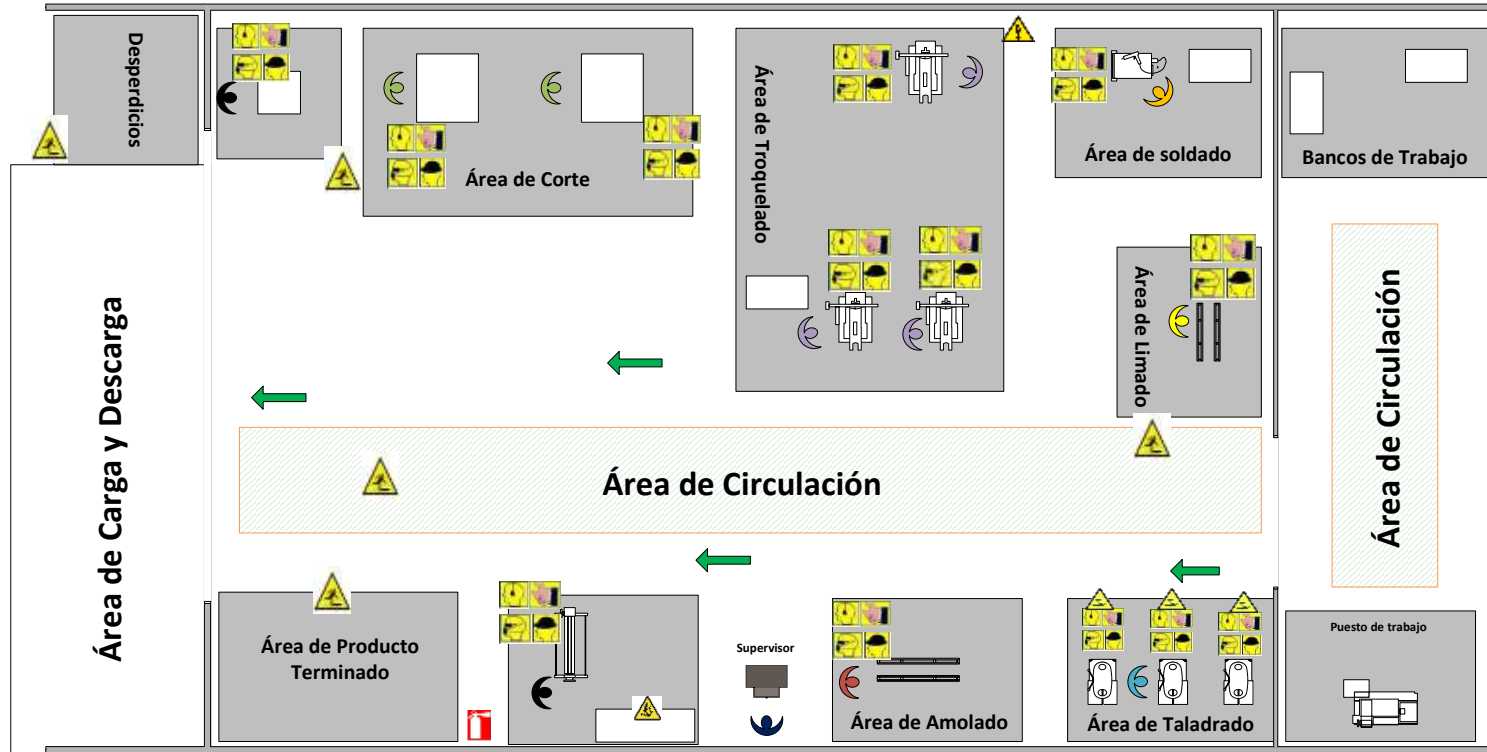 Desperdicios
Área de Corte
Área de Troquelado
Área de soldado
Bancos de Trabajo
Área de Limado
Área de Carga y Descarga
Área de Circulación
Área de Circulación
Área de Producto
Terminado
Supervisor
Área de Amolado
Área de Taladrado
Puesto de trabajo